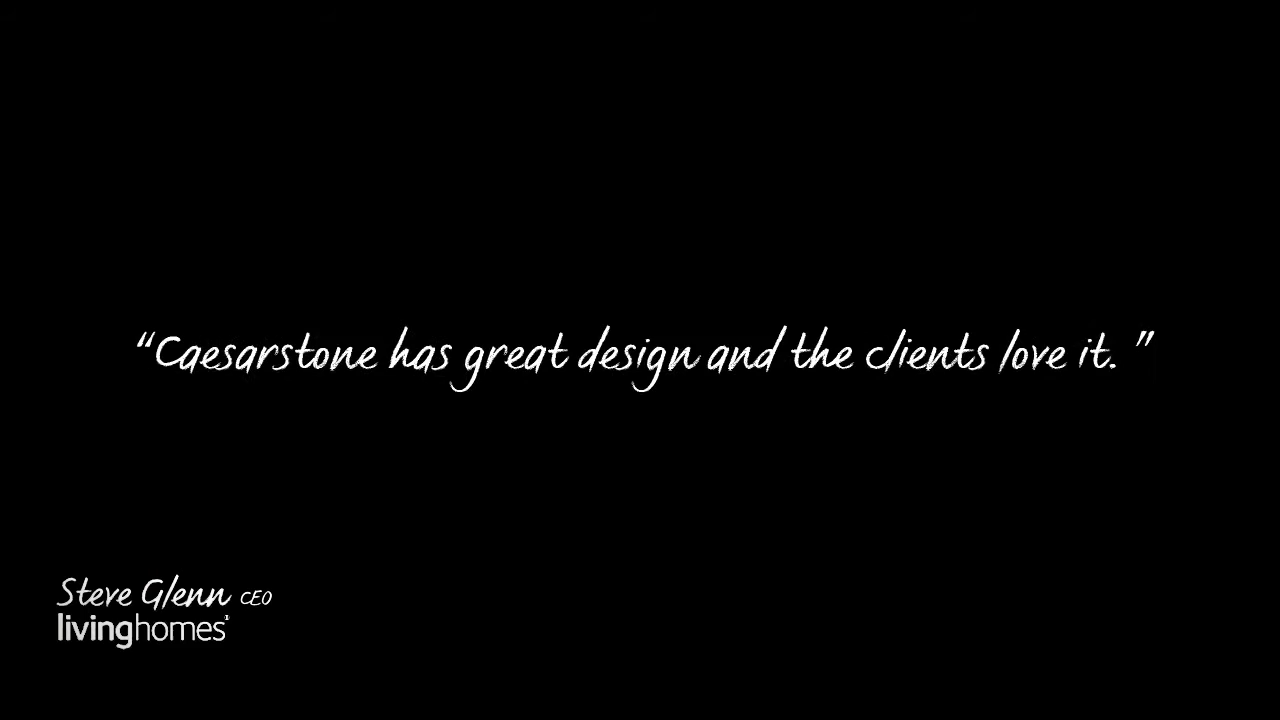 “Caesarstone has great design and the clients love it. ”
Steve Glenn CEO
livinghomes